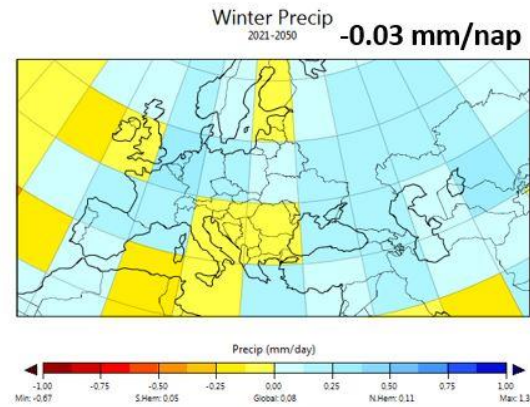 Winter Precip
2021-2050
-0.03 mm/nap
Precip (mm/day)
-1.00 -0.75 -0.50 -0.25 0.00 0.25 0.50 0.75 1.00
Min: -0.67 S.Hem: 0.05 Global: 0.08 N.Hem: 0.11 Max: 1.3